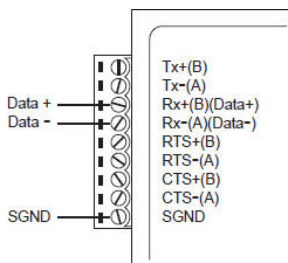 Tx+(B)
Tx-(A)
Data + Rx+(B)(Data+)
Data - Rx-(A)(Data-)
RTS+(B)
RTS-(A)
CTS+(B)
CTS-(A)
SGND SGND